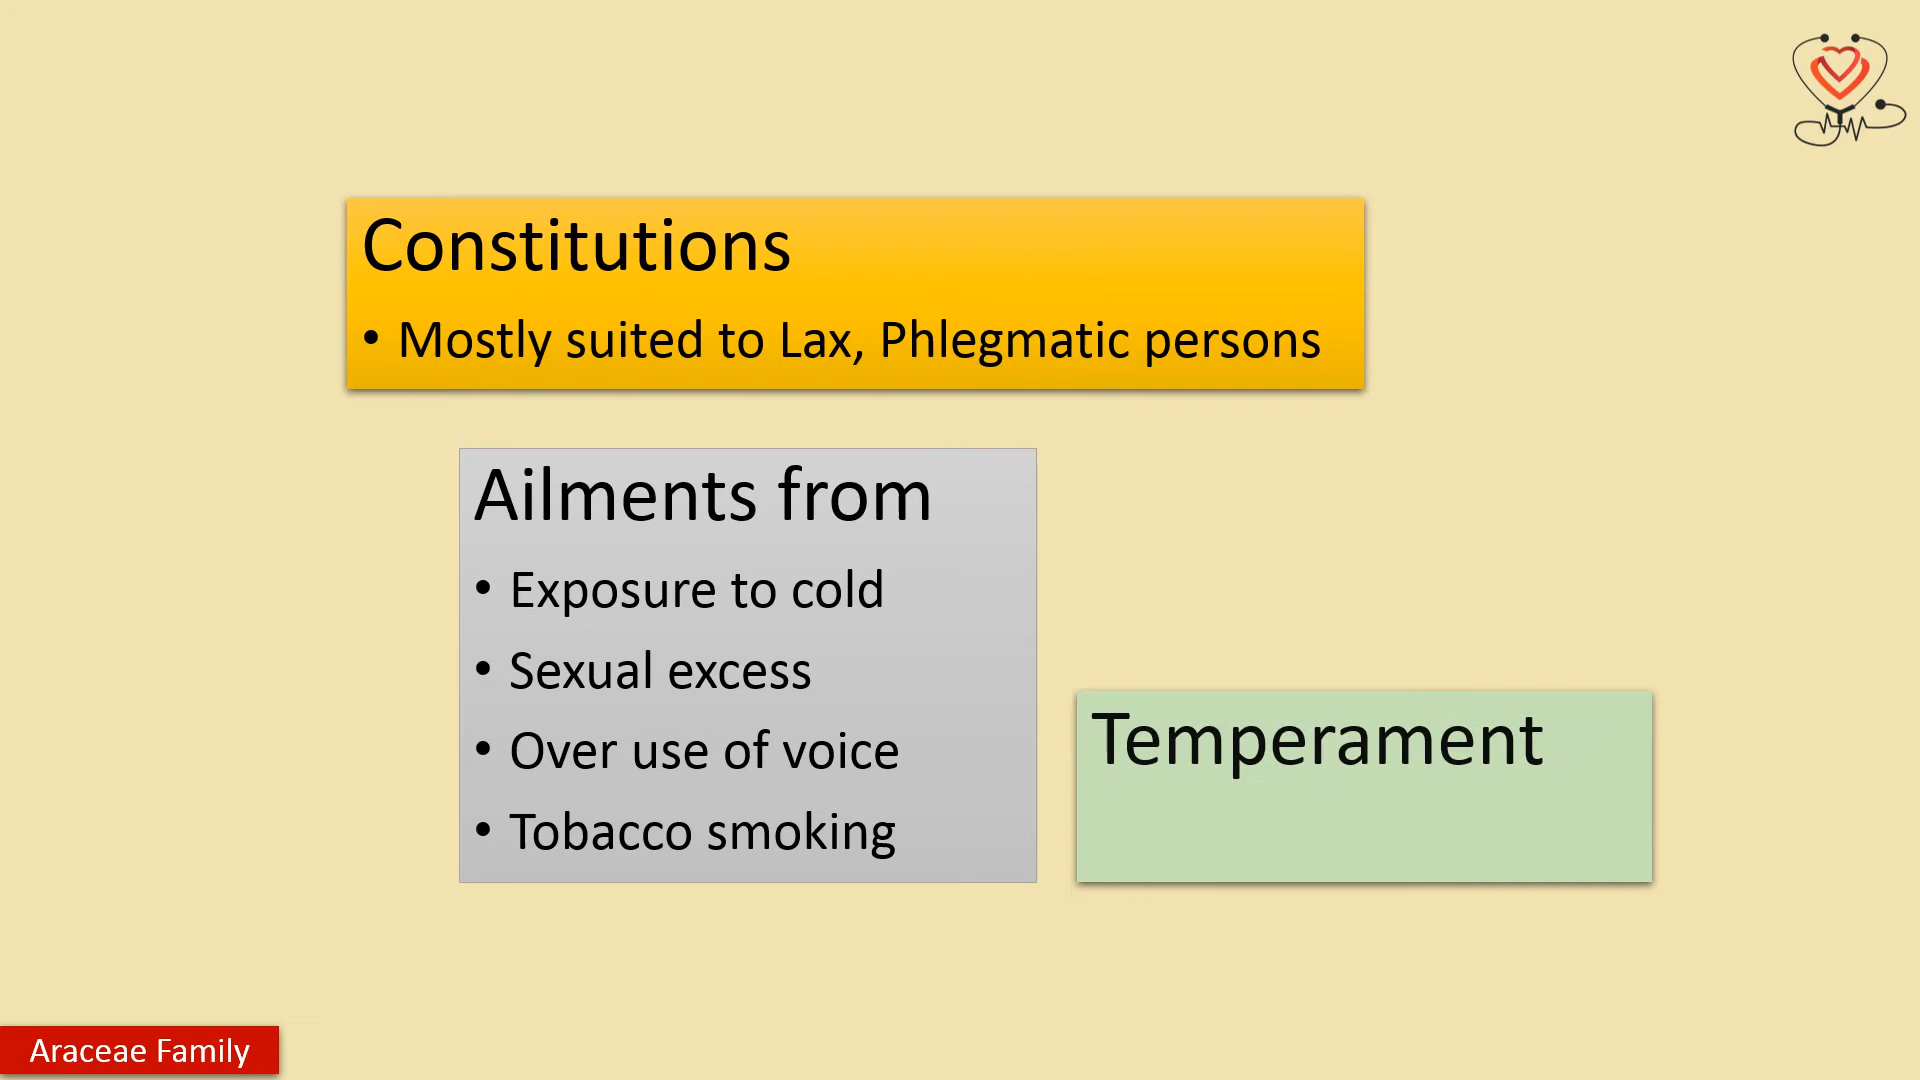 Constitutions
• Mostly suited to Lax, Phlegmatic persons
Ailments from
• Exposure to cold
• Sexual excess
• Over use of voice
• Tobacco smoking
Temperament
Araceae Family